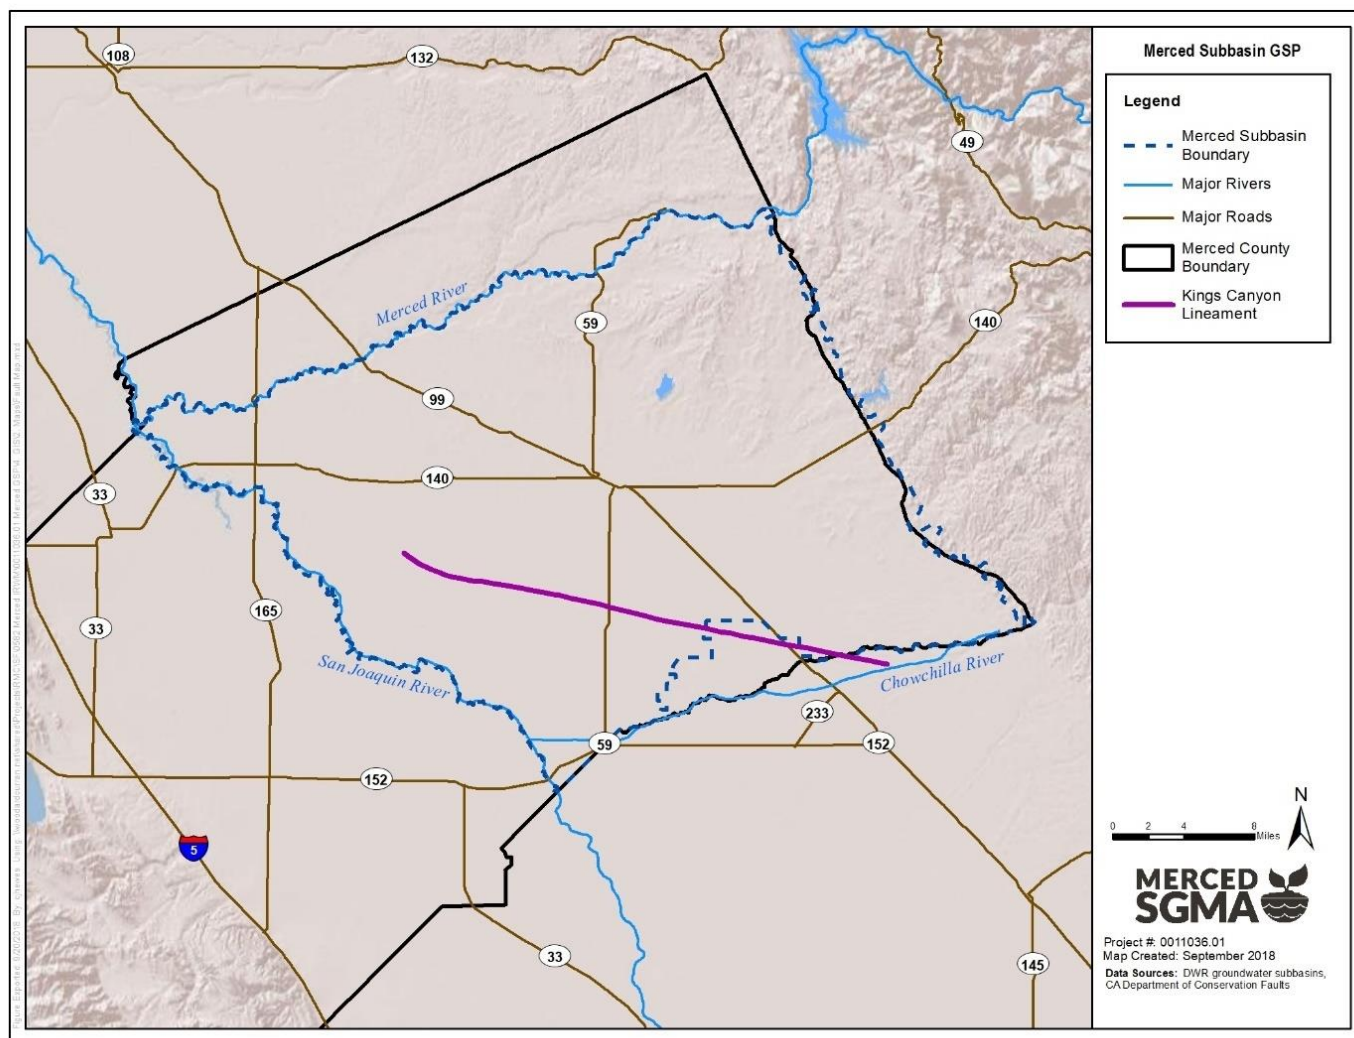 Merced Subbasin GSP
Legend
Merced Subbasin
Boundary
Major Rivers
Major Roads
Merced County
Boundary
Kings Canyon
Lineament
108
132
49
Merced River
59
140
99
140
33
165
33
San Joaquin River
Chowchilla River
233
59
152
152
5
33
145
N
0 2 4 8
Miles
MERCED
SGMA
Project #: 0011036.01
Map Created: September 2018
Data Sources: DWR groundwater subbasins,
CA Department of Conservation Faults